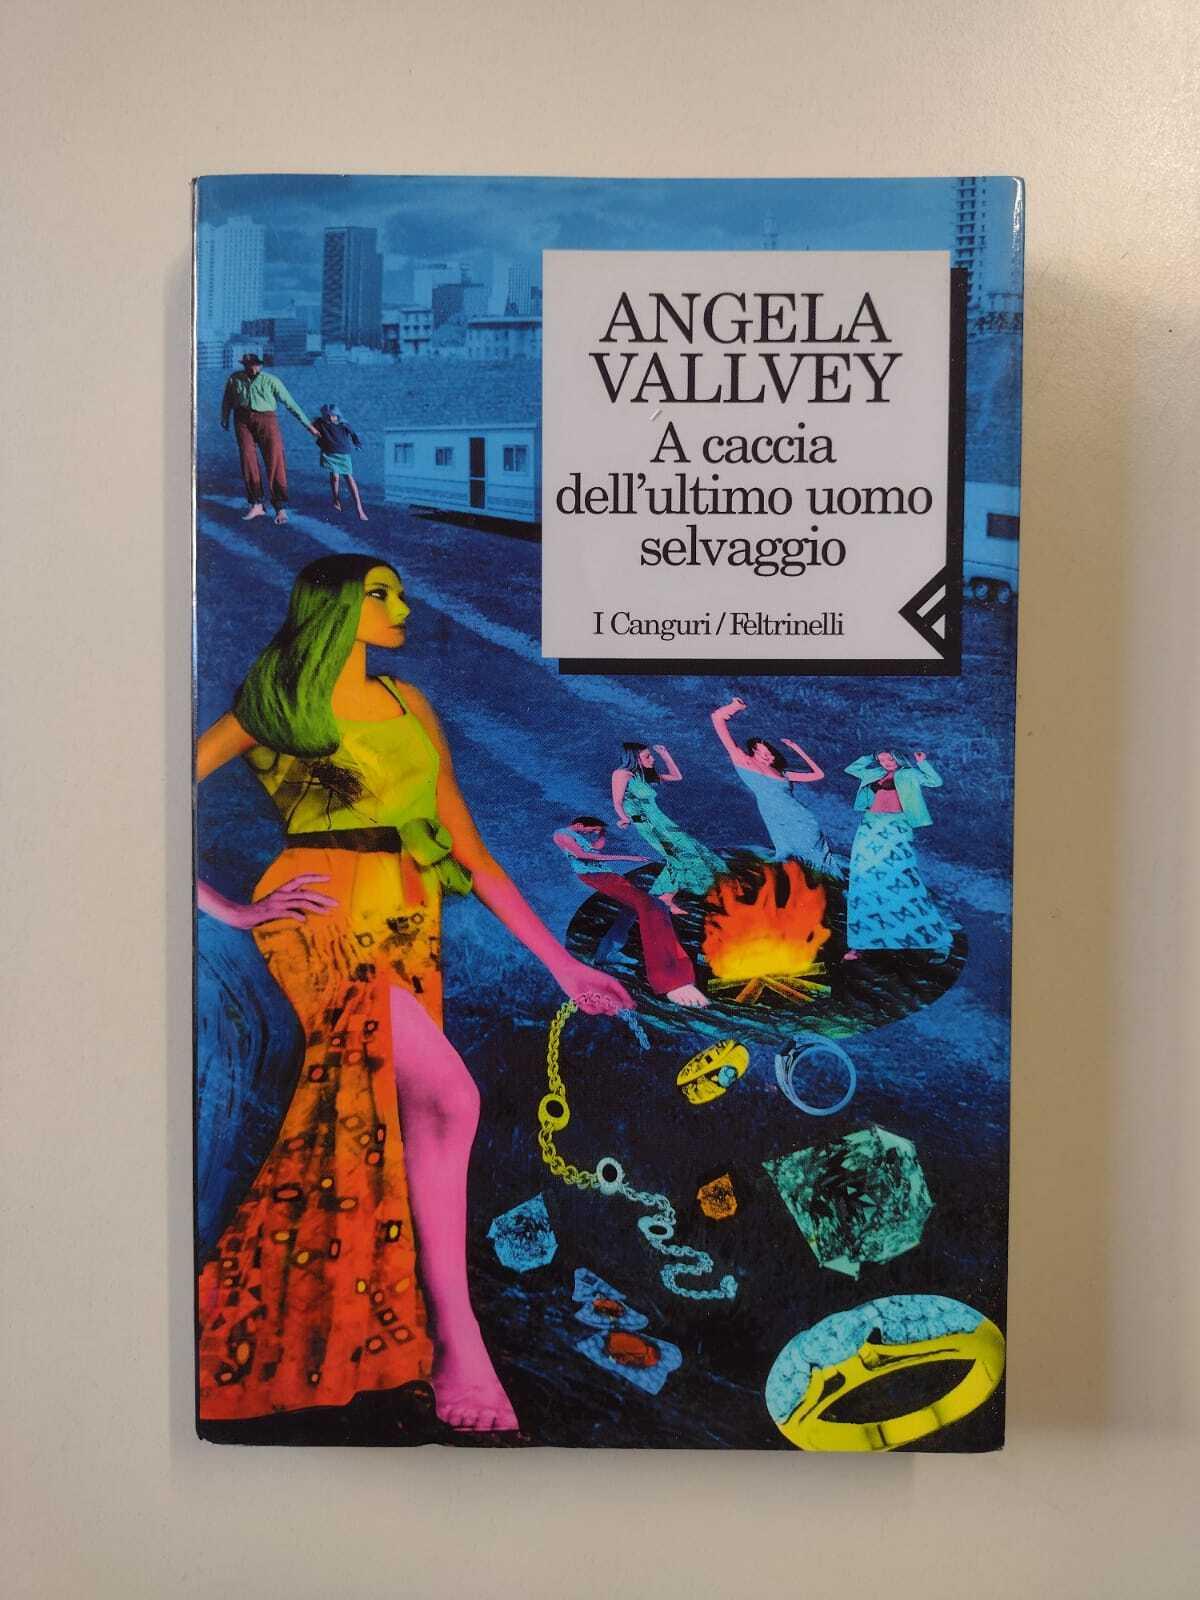 ANGELA
VALLVEY
A caccia
dell'ultimo uomo
selvaggio
I Canguri/Feltrinelli